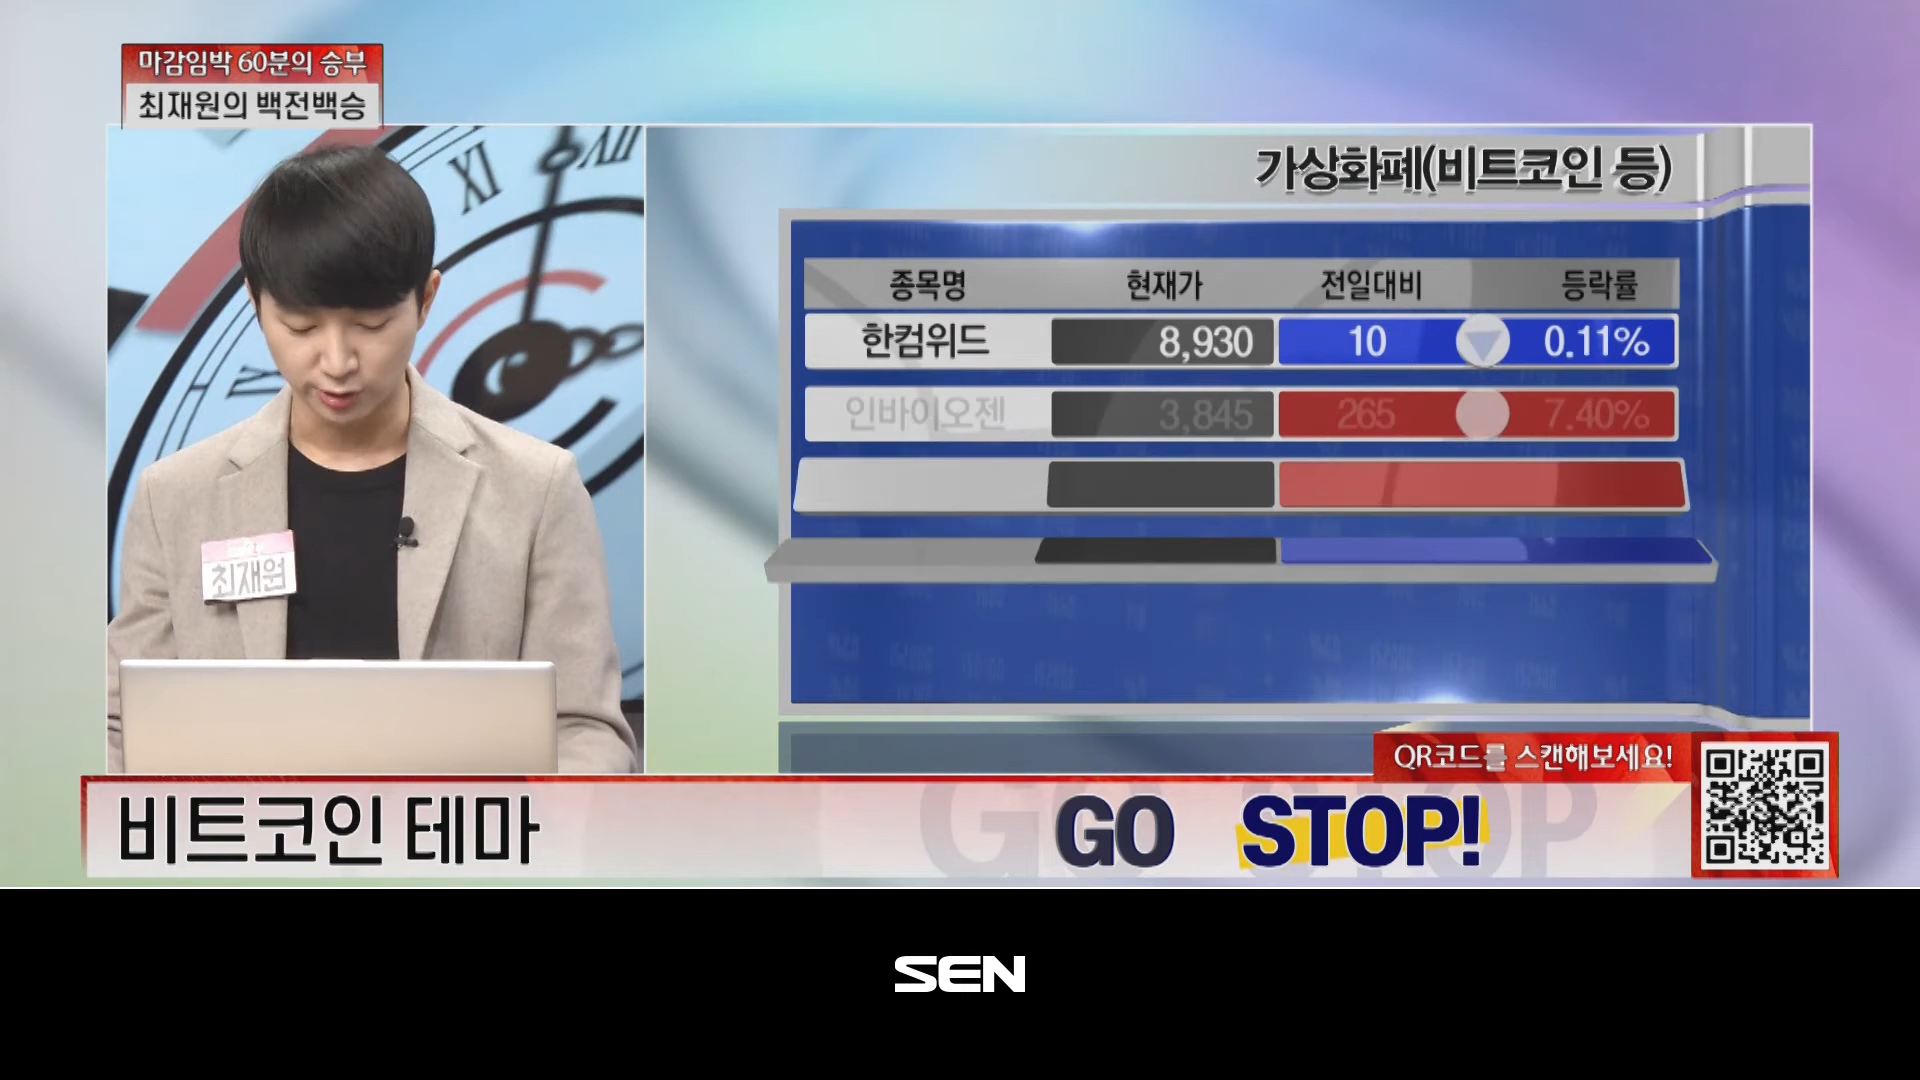 마감임박 60분의 승부
최재원의 백전백승
XI
XII
가상화폐(비트코인 등)
종목명 현재가 전일대비 등락률
한컴위드 8,930 10 0.11%
인바이오젠 3,845 265 7.40%
최재원
QR코드를 스캔해보세요!
비트코인 테마 GO STOP!
GO STOP
SEN